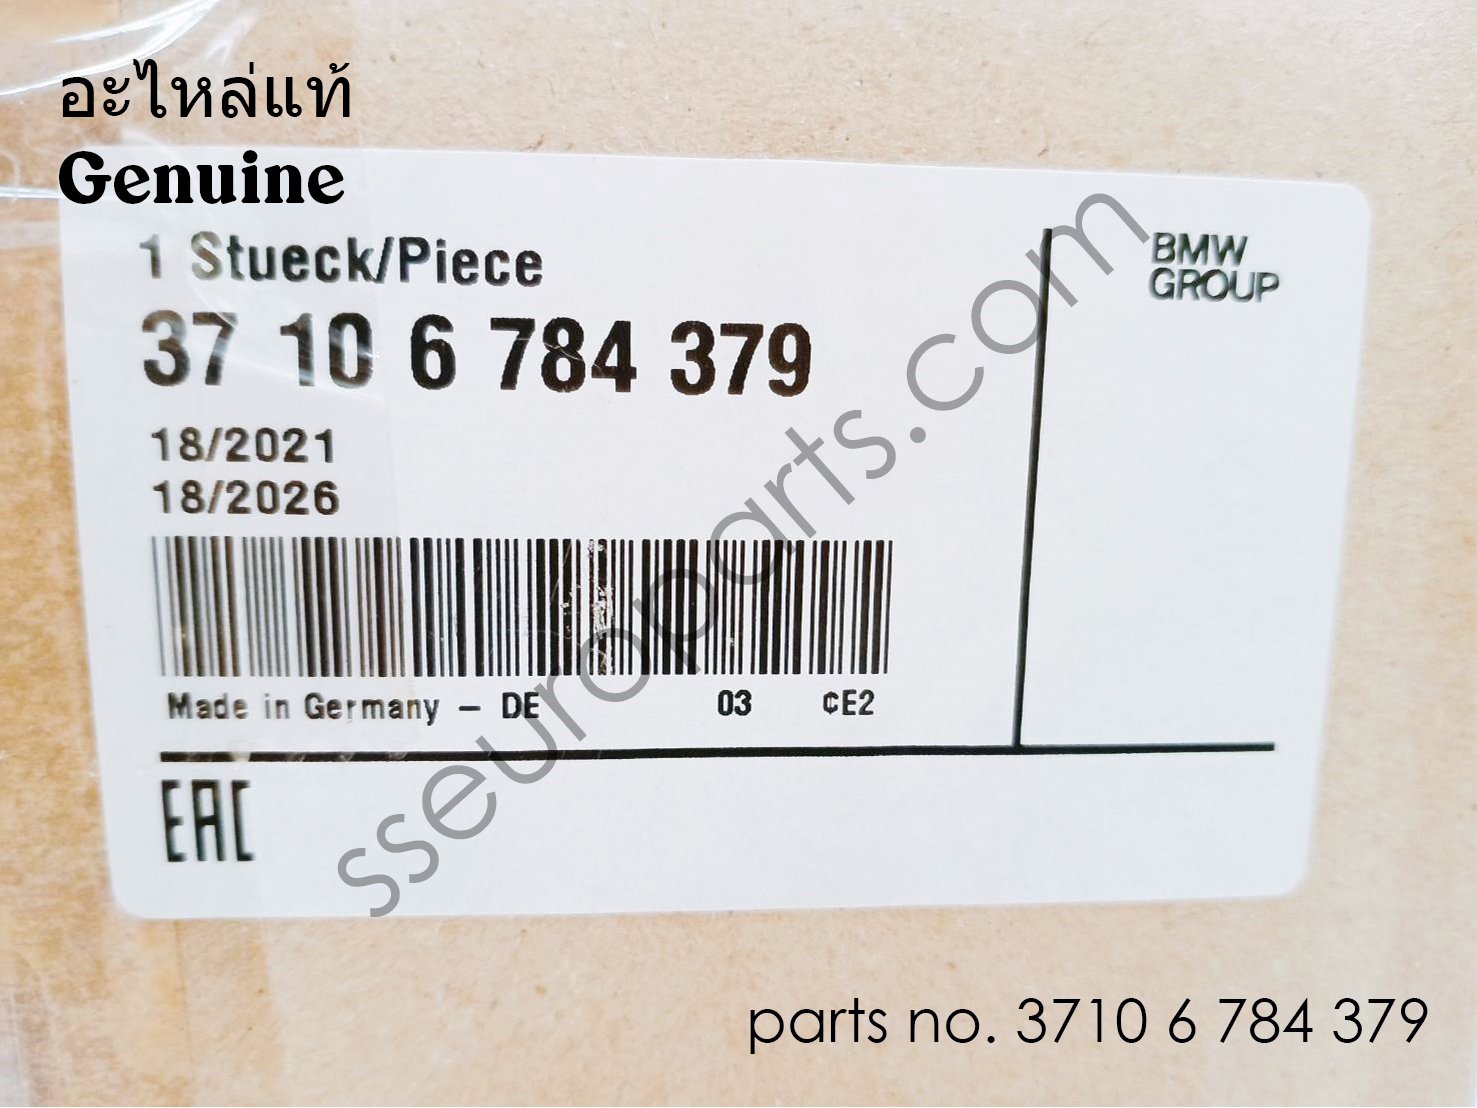 อะไหล่แท้
Genuine
1 Stueck/Piece
BMW
GROUP
37 10 6 784 379
18/2021
18/2026
Made in Germany – DE 03 ¢E2
EAC
sseuroparts.com
parts no. 3710 6 784 379